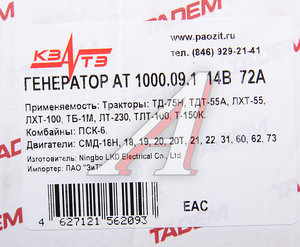 TADEM
КЗАТЭ
www.paozit.ru
тел. (846) 929-21-41
ГЕНЕРАТОР АТ 1000.09.1 14В 72А
Применяемость: Тракторы: ТД-75Н, ТДТ-55А, ЛХТ-55,
ЛХТ-100, ТБ-1М, ЛТ-230, ТЛТ-100, Т-150К.
Комбайны: ПСК-6.
Двигатели: СМД-18Н, 18, 19, 20, 20Т, 21, 22, 31, 60, 62, 73
Изготовитель: Ningbo LKD Electrical Co., Ltd
Импортер: ПАО "ЗиТ"
4 627121 562093
EAC
TADEM